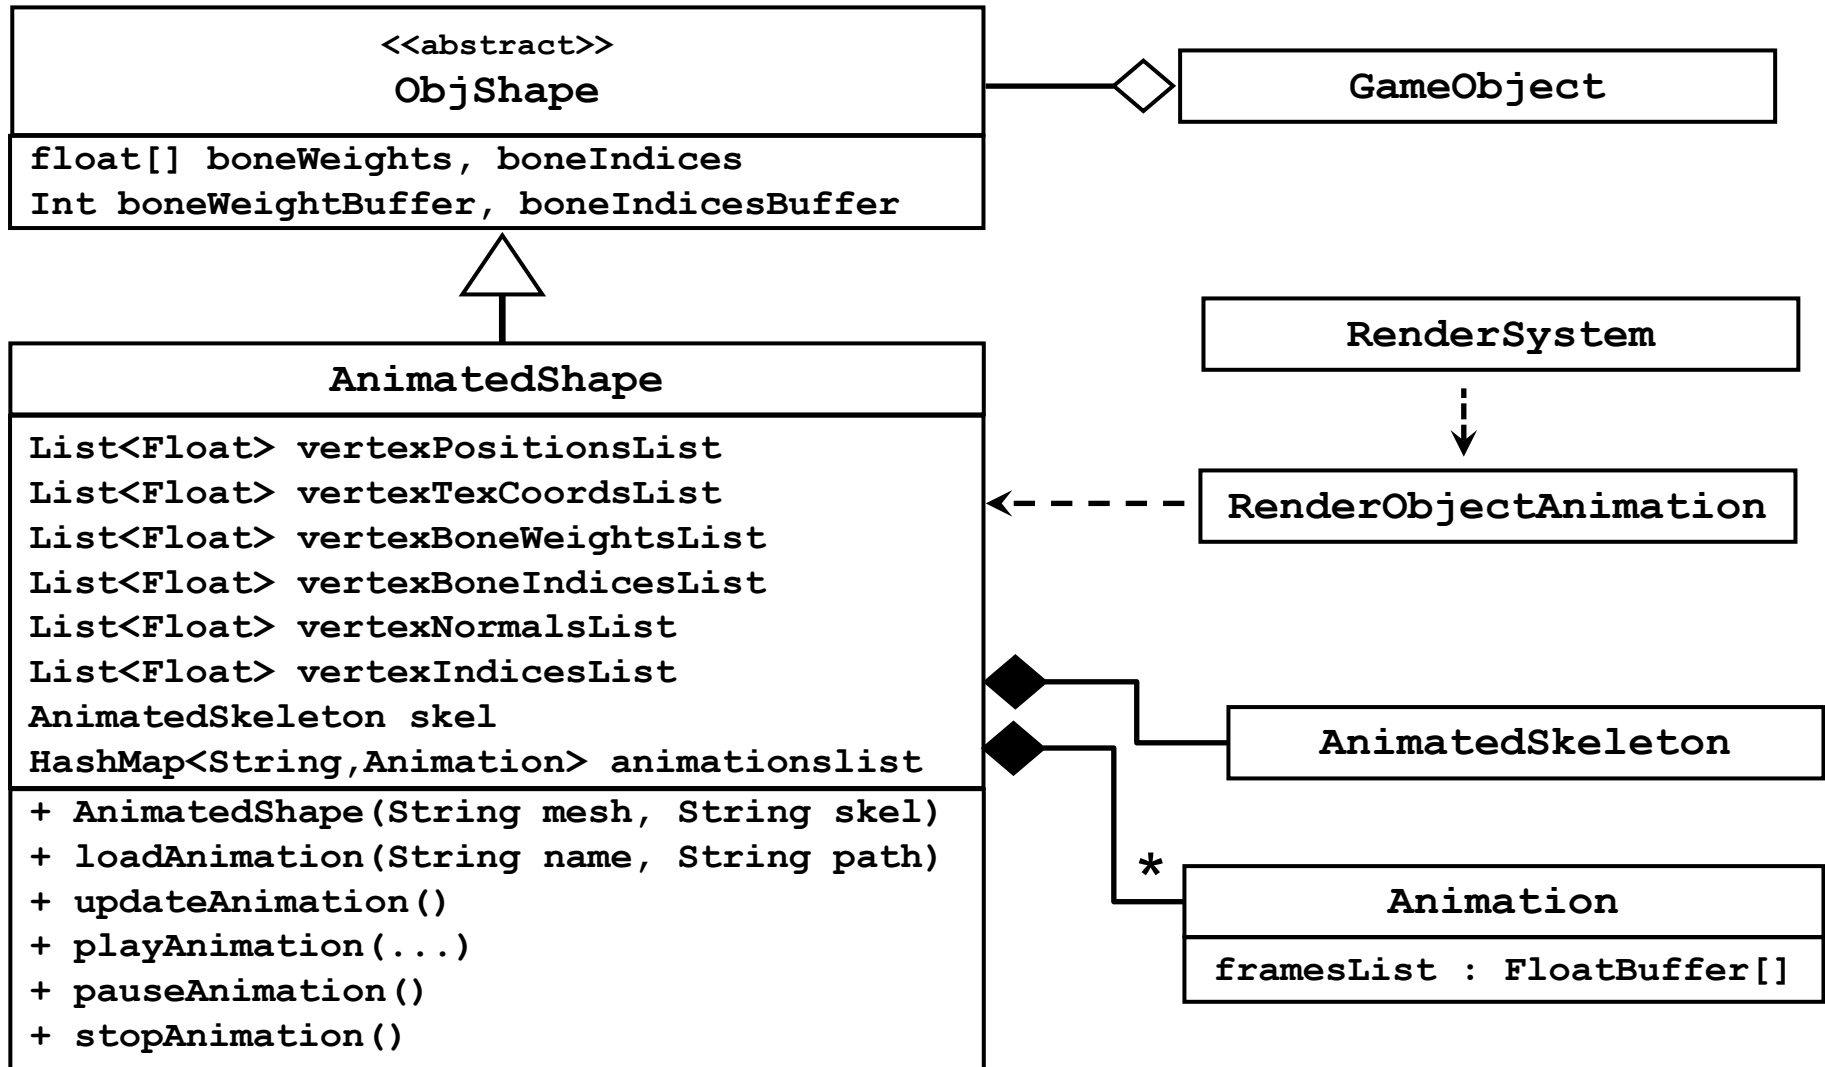 <<abstract>>
ObjShape
float[] boneWeights, boneIndices
Int boneWeightBuffer, boneIndicesBuffer
GameObject
AnimatedShape
List<Float> vertexPositionsList
List<Float> vertexTexCoordsList
List<Float> vertexBoneWeightsList
List<Float> vertexBoneIndicesList
List<Float> vertexNormalsList
List<Float> vertexIndicesList
AnimatedSkeleton skel
HashMap<String,Animation> animationslist
+ AnimatedShape(String mesh, String skel)
+ loadAnimation(String name, String path)
+ updateAnimation()
+ playAnimation(...)
+ pauseAnimation()
+ stopAnimation()
RenderSystem
RenderObjectAnimation
AnimatedSkeleton
*
Animation
framesList : FloatBuffer[]